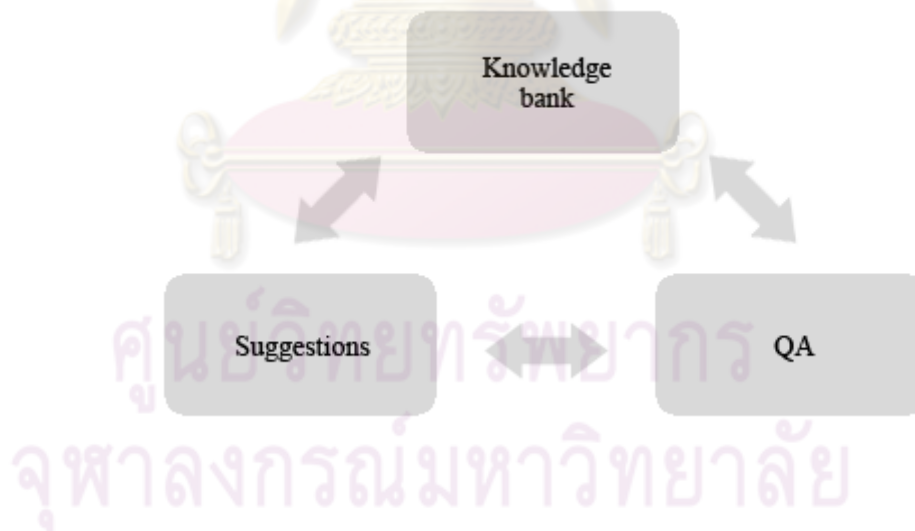 Knowledge
bank
Suggestions
QA
ศูนย์วิทยทรัพยากร
จุฬาลงกรณ์มหาวิทยาลัย